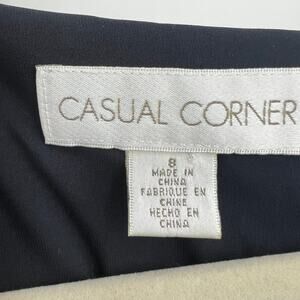 CASUAL CORNER
8
MADE IN
CHINA
FABRIQUE EN
CHINE
HECHO EN
CHINA